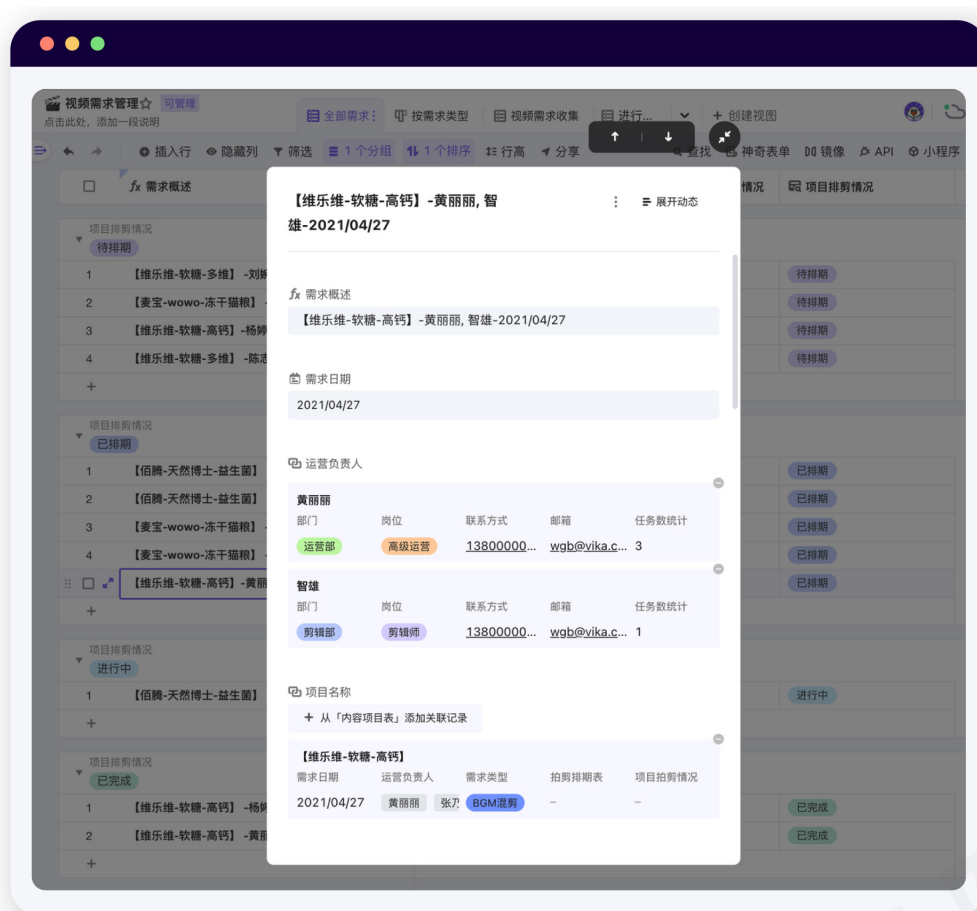 视频需求管理☆ 可管理
点击此处，添加一段说明
全部需求 按需求类型 视频需求收集 进行... + 创建视图
插入行 隐藏列 筛选 1 个分组 1 个排序 行高 分享 查找 神奇表单 镜像 API 小程序
fx 需求概述 情况 项目排剪情况
项目排剪情况
待排期
1 【维乐维-软糖-多维】 -刘 待排期
2 【麦宝-wowo-冻干猫粮】 - 待排期
3 【维乐维-软糖-高钙】-杨婷 待排期
4 【维乐维-软糖-多维】 -陈志 待排期
+
项目排剪情况
已排期
1 【佰腾-天然博士-益生菌】 已排期
2 【佰腾-天然博士-益生菌】 已排期
3 【麦宝-wowo-冻干猫粮】 - 已排期
4 【麦宝-wowo-冻干猫粮】 - 已排期
【维乐维-软糖-高钙】-黄丽 已排期
+
项目排剪情况
进行中
1 【佰腾-天然博士-益生菌】 进行中
+
项目排剪情况
已完成
1 【维乐维-软糖-高钙】 -杨婷 已完成
2 【维乐维-软糖-高钙】 -黄丽 已完成
+
【维乐维-软糖-高钙】-黄丽丽, 智
雄-2021/04/27
展开动态
fx 需求概述
【维乐维-软糖-高钙】-黄丽丽, 智雄-2021/04/27
需求日期
2021/04/27
运营负责人
黄丽丽
部门 岗位 联系方式 邮箱 任务数统计
运营部 高级运营 13800000... wgb@vika.c... 3
智雄
部门 岗位 联系方式 邮箱 任务数统计
剪辑部 剪辑师 13800000... wgb@vika.c... 1
项目名称
+ 从「内容项目表」添加关联记录
【维乐维-软糖-高钙】
需求日期 运营负责人 需求类型 拍剪排期表 项目拍剪情况
2021/04/27 黄丽丽 张乃 BGM混剪 – –